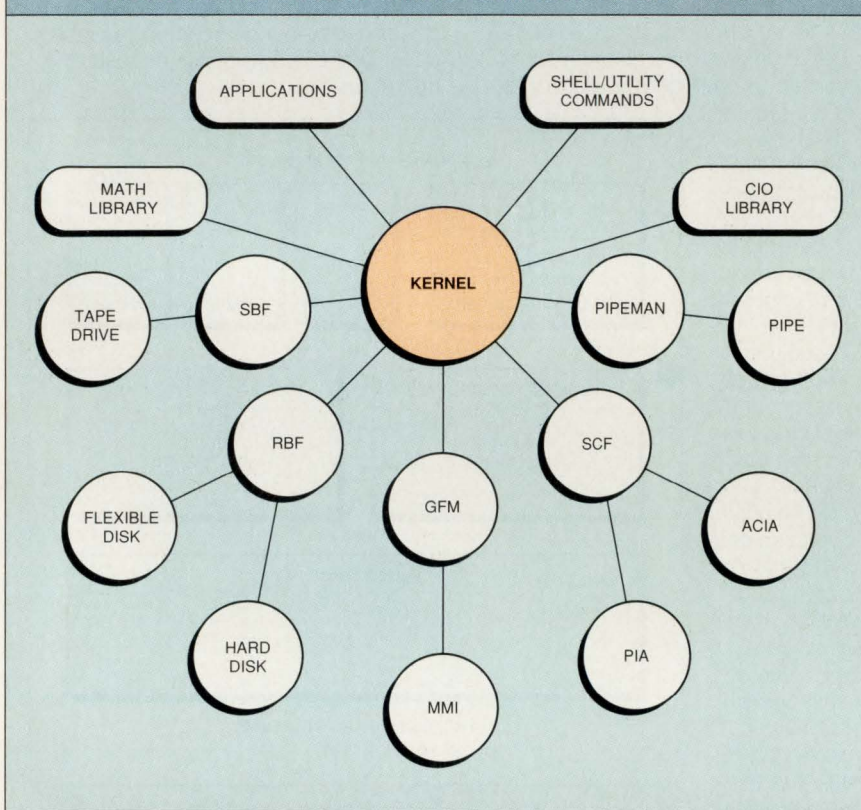 APPLICATIONS
SHELL/UTILITY
COMMANDS
MATH
LIBRARY
CIO
LIBRARY
KERNEL
TAPE
DRIVE
SBF
PIPEMAN
PIPE
RBF
SCF
FLEXIBLE
DISK
GFM
ACIA
HARD
DISK
PIA
MMI